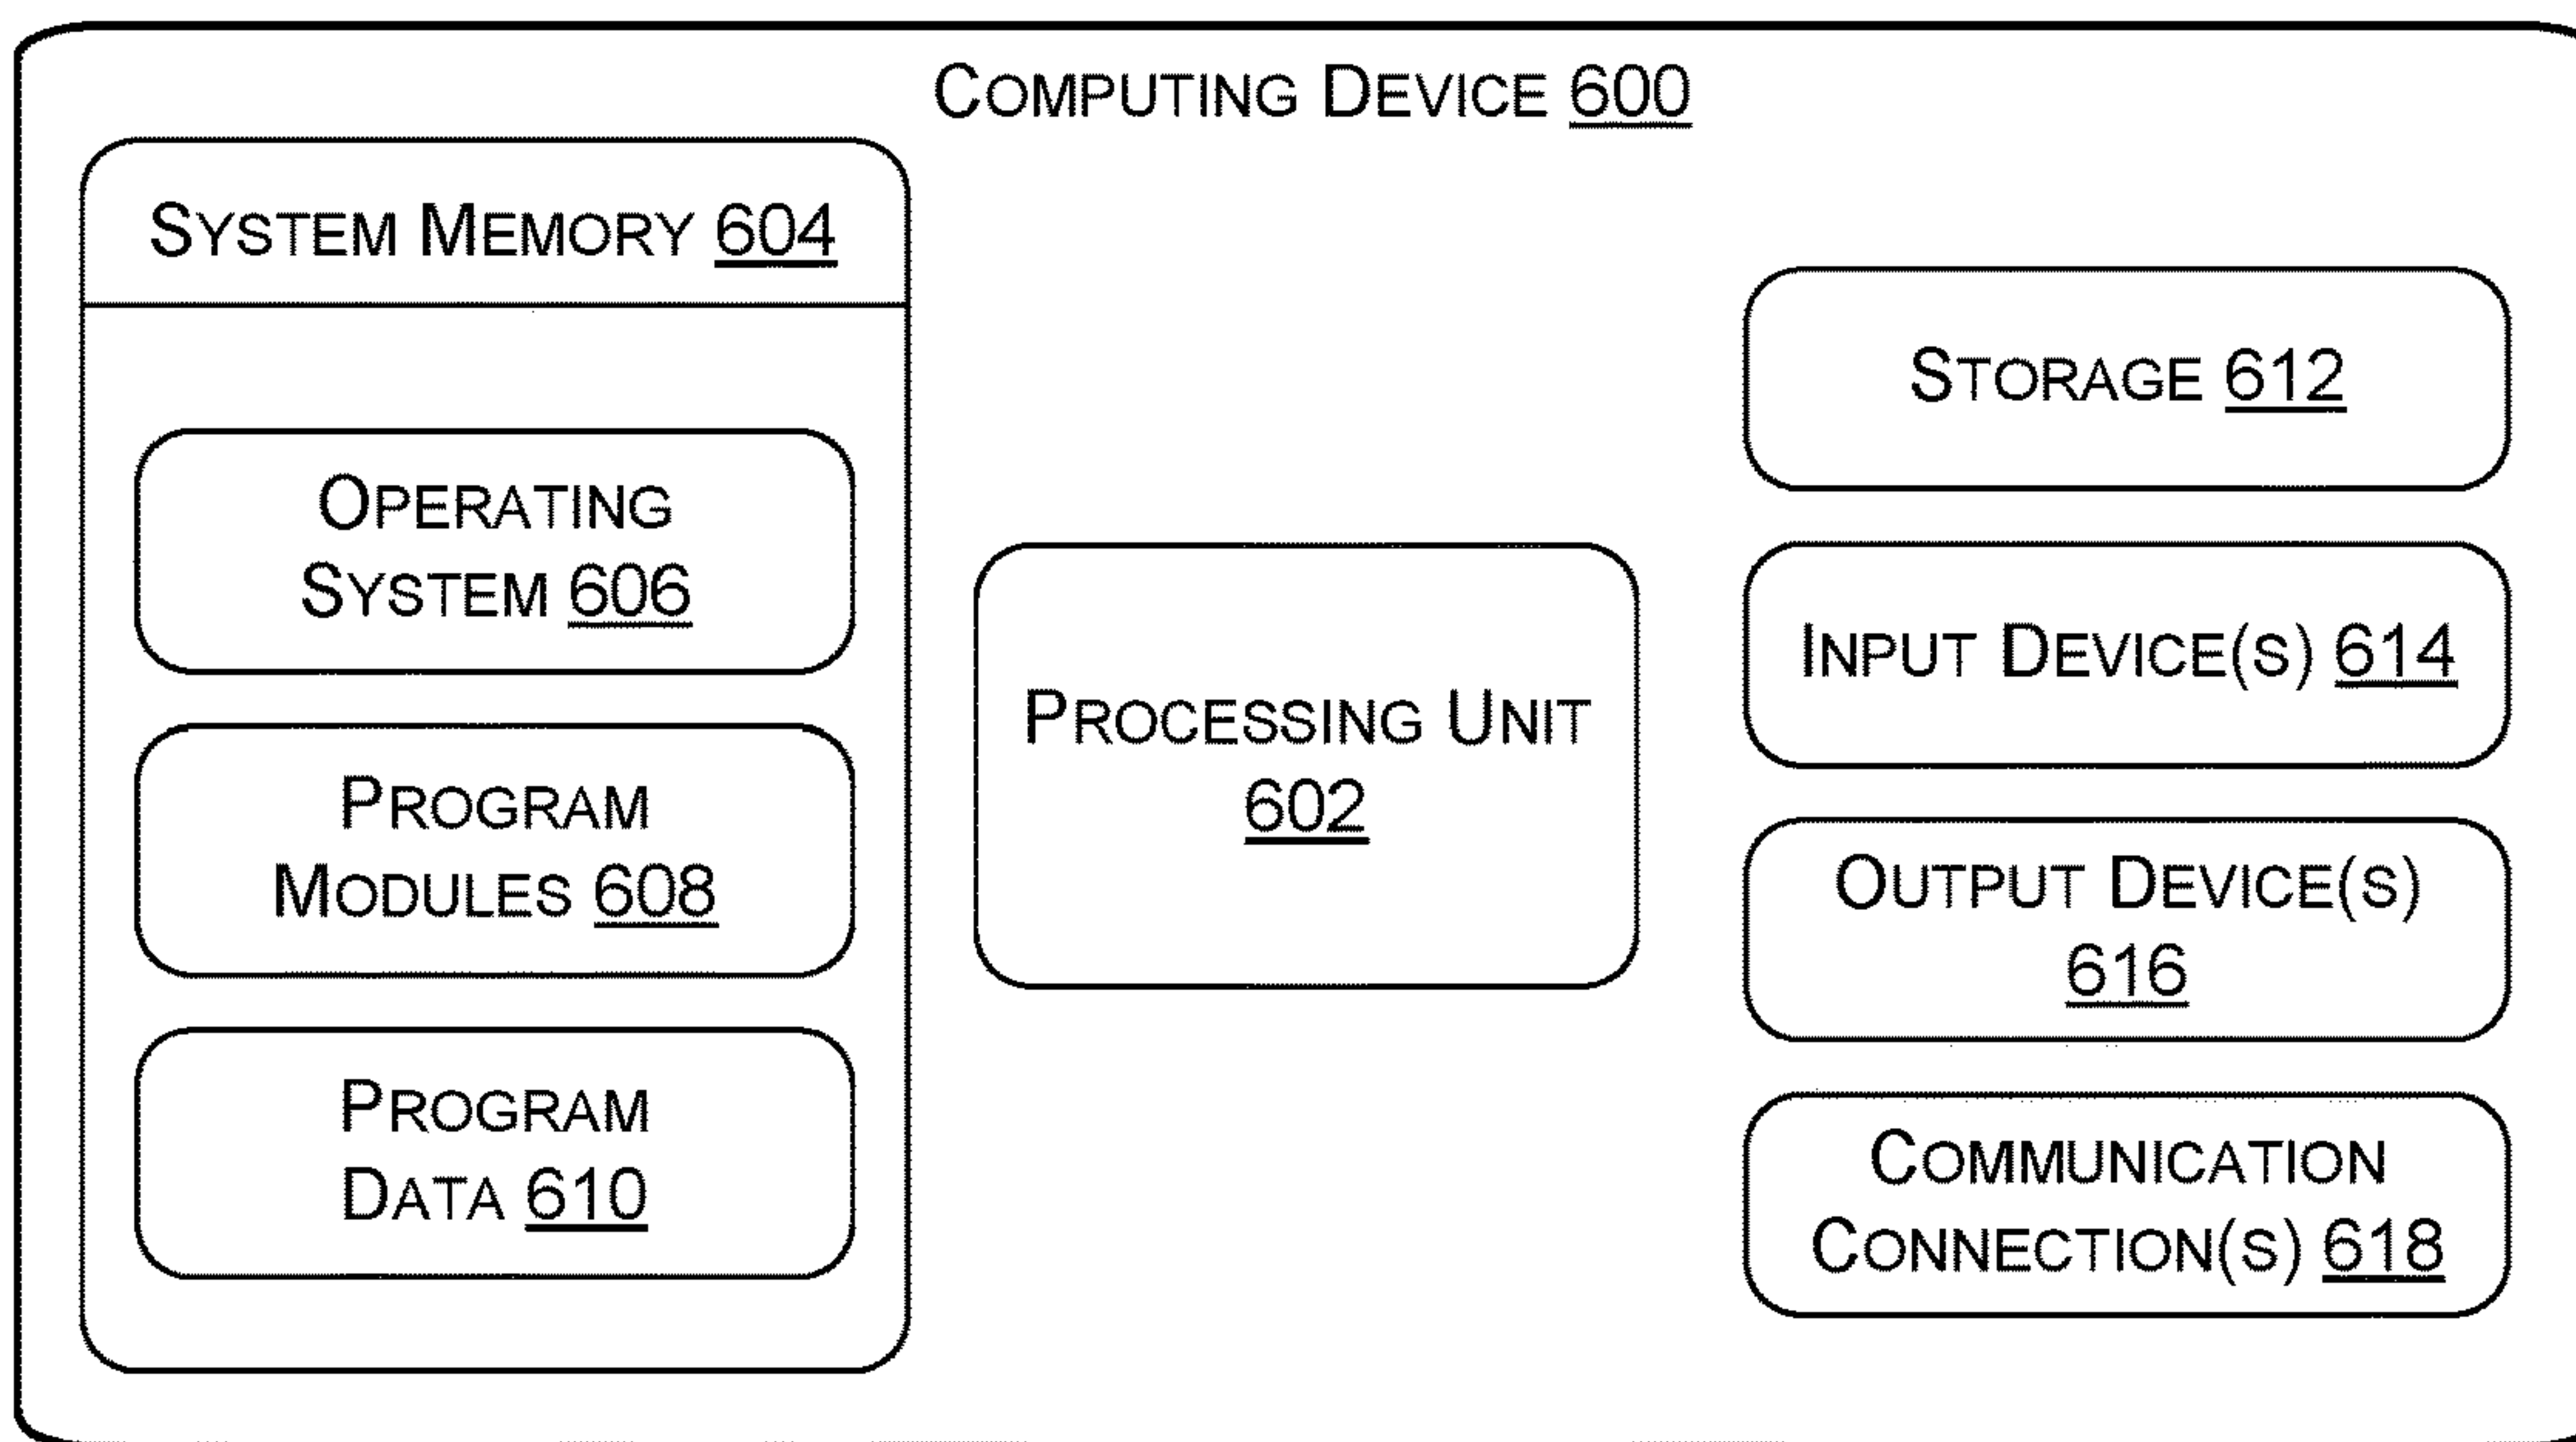 COMPUTING DEVICE 600
SYSTEM MEMORY 604
OPERATING
SYSTEM 606
PROGRAM
MODULES 608
PROGRAM
DATA 610
PROCESSING UNIT
602
STORAGE 612
INPUT DEVICE(S) 614
OUTPUT DEVICE(S)
616
COMMUNICATION
CONNECTION(S) 618